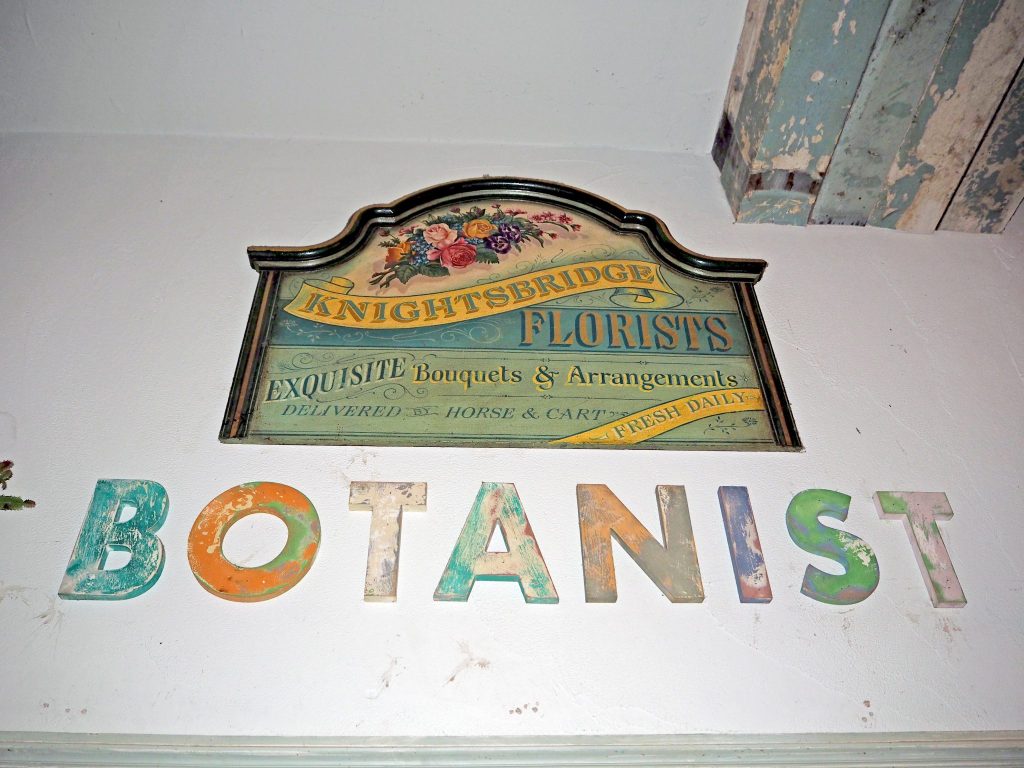 KNIGHTSBRIDGE
FLORISTS
EXQUISITE Bouquets & Arrangements
DELIVERED BY HORSE & CART
FRESH DAILY
BOTANIST